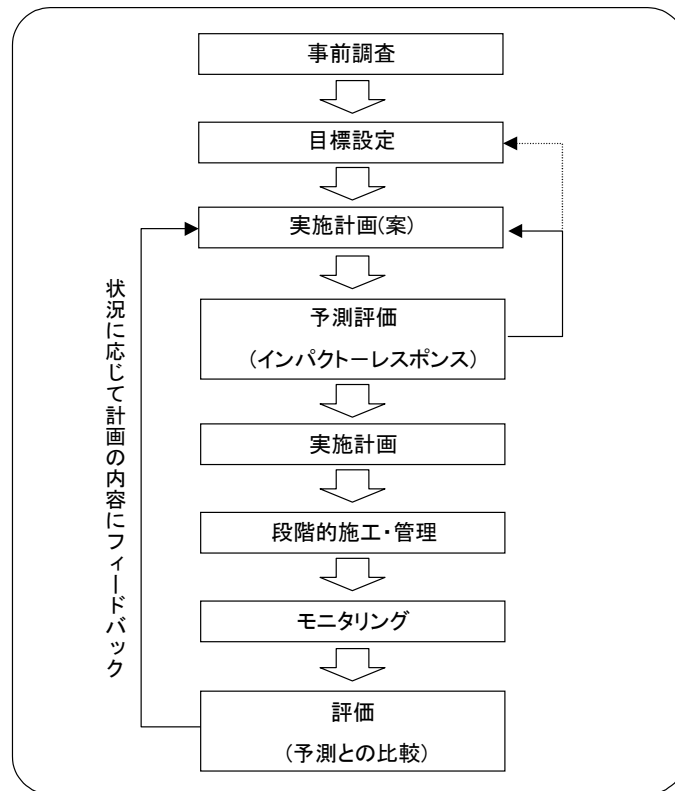 事前調査
目標設定
実施計画(案)
予測評価
(インパクトーレスポンス)
実施計画
段階的施工・管理
モニタリング
評価
(予測との比較)
状況に応じて計画の内容にフィードバック